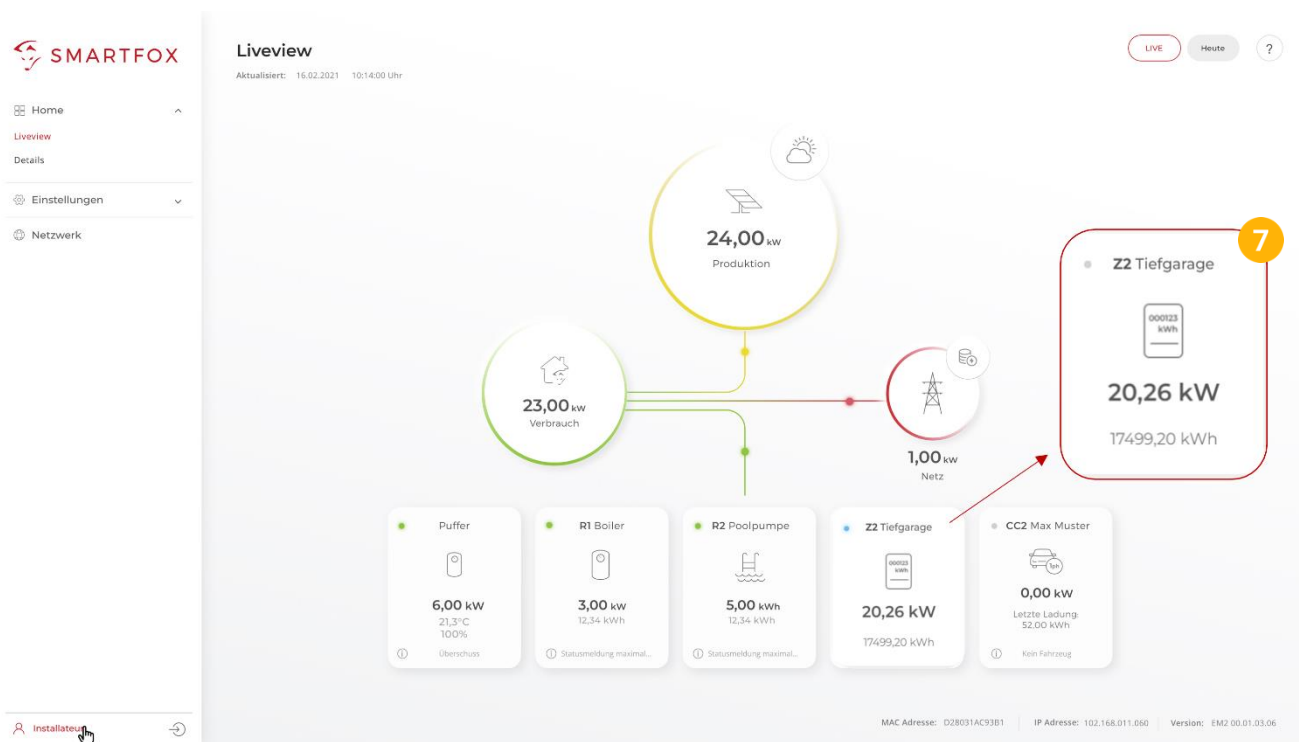 SMARTFOX
Home
Liveview
Details
Einstellungen
Netzwerk
Installateur
Liveview
Aktualisiert: 16.02.2021 10:14:00 Uhr
LIVE
Heute
?
24,00 kW
Produktion
23,00 kW
Verbrauch
1,00 kW
Netz
7
Z2 Tiefgarage
000123
kWh
20,26 kW
17499,20 kWh
Puffer
6,00 kW
21,3°C
100%
Überschuss
R1 Boiler
3,00 kW
12,34 kWh
Statusmeldung maximal...
R2 Poolpumpe
5,00 kWh
12,34 kWh
Statusmeldung maximal...
Z2 Tiefgarage
000123
kWh
20,26 kW
17499,20 kWh
CC2 Max Muster
1ph
0,00 kW
Letzte Ladung:
52.00 kWh
Kein Fahrzeug
MAC Adresse: D28031AC93B1 IP Adresse: 102.168.011.060 Version: EM2 00.01.03.06